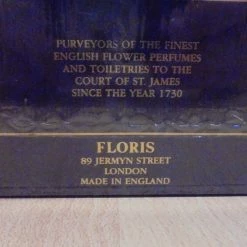 PURVEYORS OF THE FINEST
ENGLISH FLOWER PERFUMES
AND TOILETRIES TO THE
COURT OF ST. JAMES
SINCE THE YEAR 1730
FLORIS
89 JERMYN STREET
LONDON
MADE IN ENGLAND